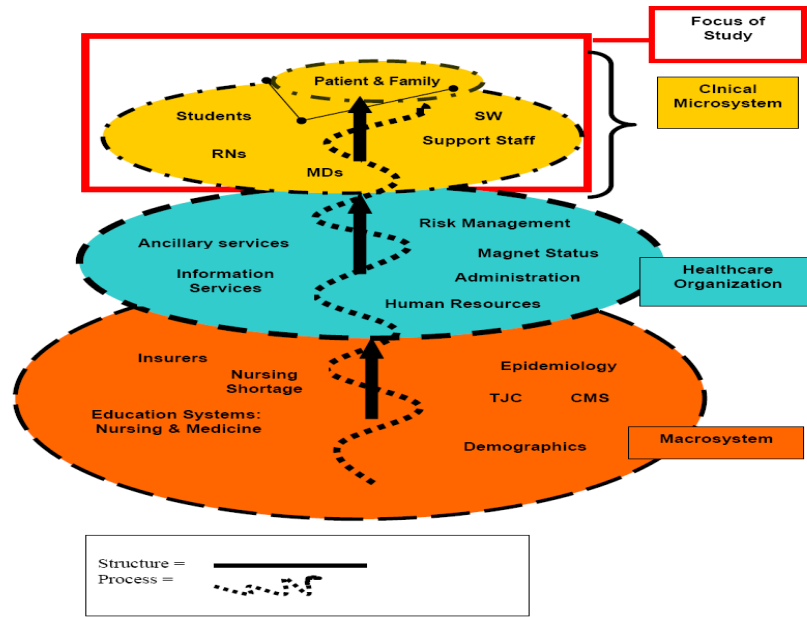 Focus of
Study
Patient & Family
Clinical
Microsystem
Students
SW
Support Staff
RNs
MDs
Risk Management
Ancillary services
Magnet Status
Information
Services
Administration
Healthcare
Organization
Human Resources
Insurers
Epidemiology
Nursing
Shortage
TJC
CMS
Education Systems:
Nursing & Medicine
Macrosystem
Demographics
Structure =
Process =